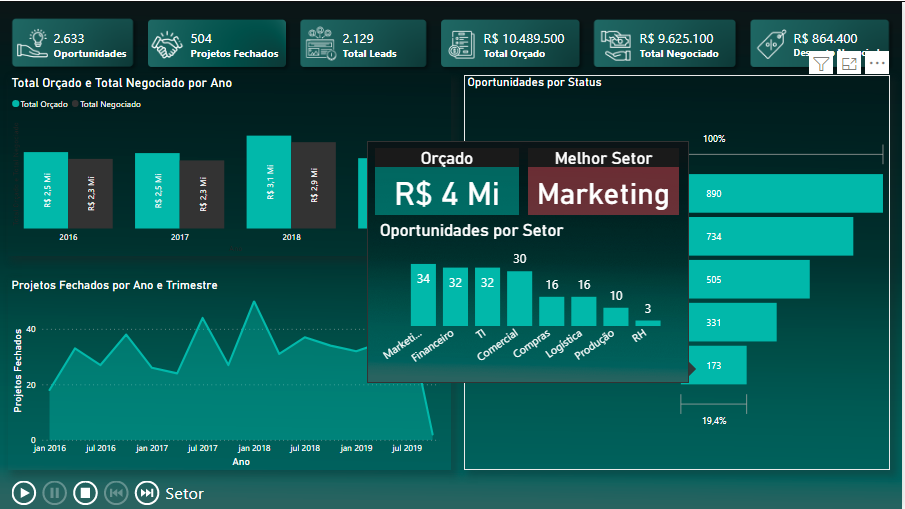 2.633
Oportunidades
504
Projetos Fechados
2.129
Total Leads
R$ 10.489.500
Total Orçado
R$ 9.625.100
Total Negociado
R$ 864.400
Total Orçado e Total Negociado por Ano
Total Orçado Total Negociado
R$ 2,5 Mi
R$ 2,3 Mi
R$ 2,5 Mi
R$ 2,3 Mi
R$ 3,1 Mi
R$ 2,9 Mi
2016 2017 2018
Projetos Fechados por Ano e Trimestre
Projetos Fechados
40
20
0
jan 2016 jul 2016 jan 2017 jul 2017 jan 2018 jul 2018 jan 2019 jul 2019
Ano
Orçado
R$ 4 Mi
Melhor Setor
Marketing
Oportunidades por Setor
34 32 32 30 16 16 10 3
Marketi... Financeiro TI Comercial Compras Logística Produção RH
Oportunidades por Status
100%
890
734
505
331
173
19,4%
Setor